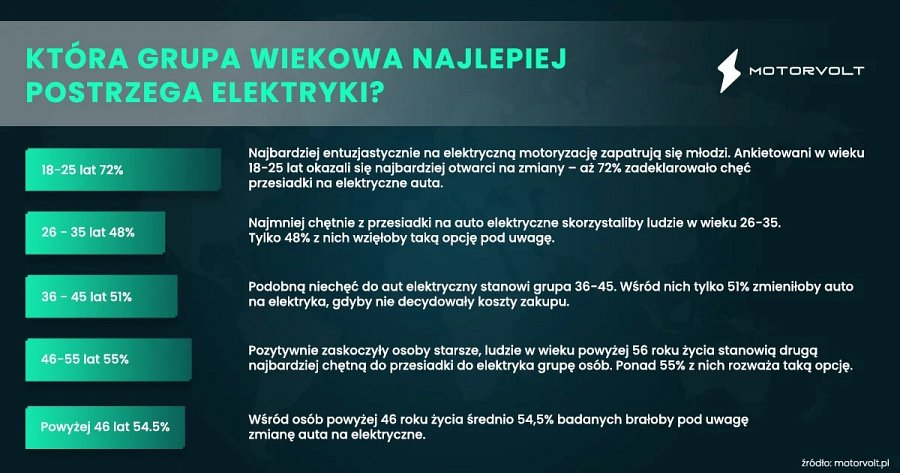 KTÓRA GRUPA WIEKOWA NAJLEPIEJ
POSTRZEGA ELEKTRYKI?
MOTORVOLT
18-25 lat 72%
Najbardziej entuzjastycznie na elektryczną motoryzację zapatrują się młodzi. Ankietowani w wieku
18-25 lat okazali się najbardziej otwarci na zmiany – aż 72% zadeklarowało chęć
przesiadki na elektryczne auta.
26 - 35 lat 48%
Najmniej chętnie z przesiadki na auto elektryczne skorzystaliby ludzie w wieku 26-35.
Tylko 48% z nich wzięłoby taką opcję pod uwagę.
36 - 45 lat 51%
Podobną niechęć do aut elektryczny stanowi grupa 36-45. Wśród nich tylko 51% zmieniłoby auto
na elektryka, gdyby nie decydowały koszty zakupu.
46-55 lat 55%
Pozytywnie zaskoczyły osoby starsze, ludzie w wieku powyżej 56 roku życia stanowią drugą
najbardziej chętną do przesiadki do elektryka grupę osób. Ponad 55% z nich rozważa taką opcję.
Powyżej 46 lat 54.5%
Wśród osób powyżej 46 roku życia średnio 54,5% badanych brałoby pod uwagę
zmianę auta na elektryczne.
źródło: motorvolt.pl